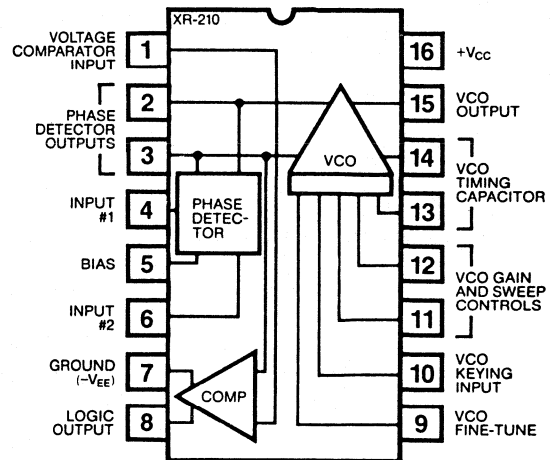 XR-210
VOLTAGE
COMPARATOR
INPUT
1
2
PHASE
DETECTOR
OUTPUTS
3
INPUT
#1
4
BIAS
5
INPUT
#2
6
GROUND
(-VEE)
7
LOGIC
OUTPUT
8
PHASE
DETEC-
TOR
COMP
VCO
16
+VCC
15
VCO
OUTPUT
14
VCO
TIMING
CAPACITOR
13
12
VCO GAIN
AND SWEEP
CONTROLS
11
10
VCO
KEYING
INPUT
9
VCO
FINE-TUNE